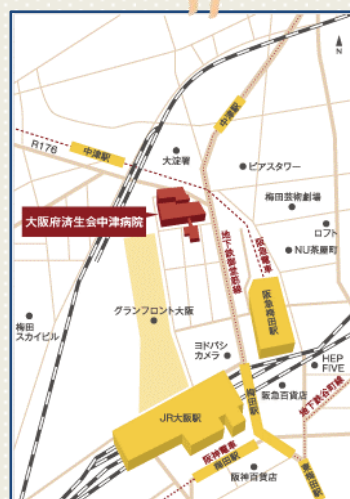 N
中津駅
R176
中津駅
大淀署
ピアスタワー
梅田芸術劇場
大阪府済生会中津病院
ロフト
地下鉄御堂筋線
阪急電車
NU茶屋町
グランフロント大阪
阪急梅田駅
梅田
スカイビル
ヨドバシ
カメラ
HEP
FIVE
梅田駅
阪急百貨店
地下鉄谷町線
JR大阪駅
阪神電車
梅田駅
阪神百貨店
東梅田駅